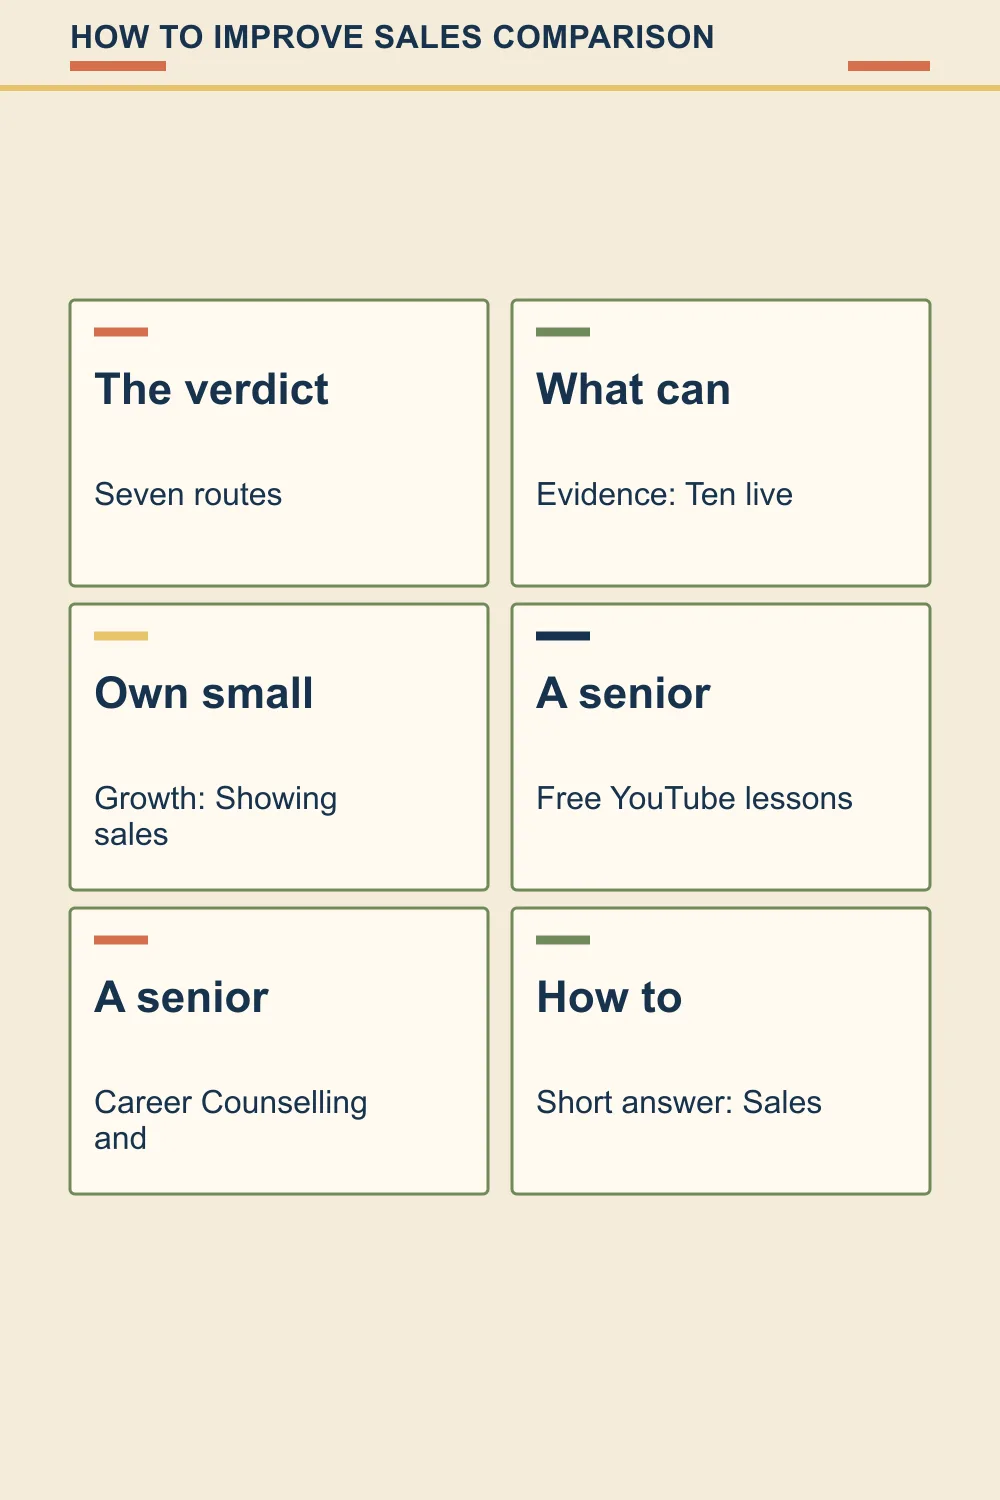 HOW TO IMPROVE SALES COMPARISON
The verdict
Seven routes
What can
Evidence: Ten live
Own small
Growth: Showing
sales
A senior
Free YouTube lessons
A senior
Career Counselling
and
How to
Short answer: Sales